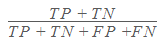 TP + TN
TP + TN + FP + FN